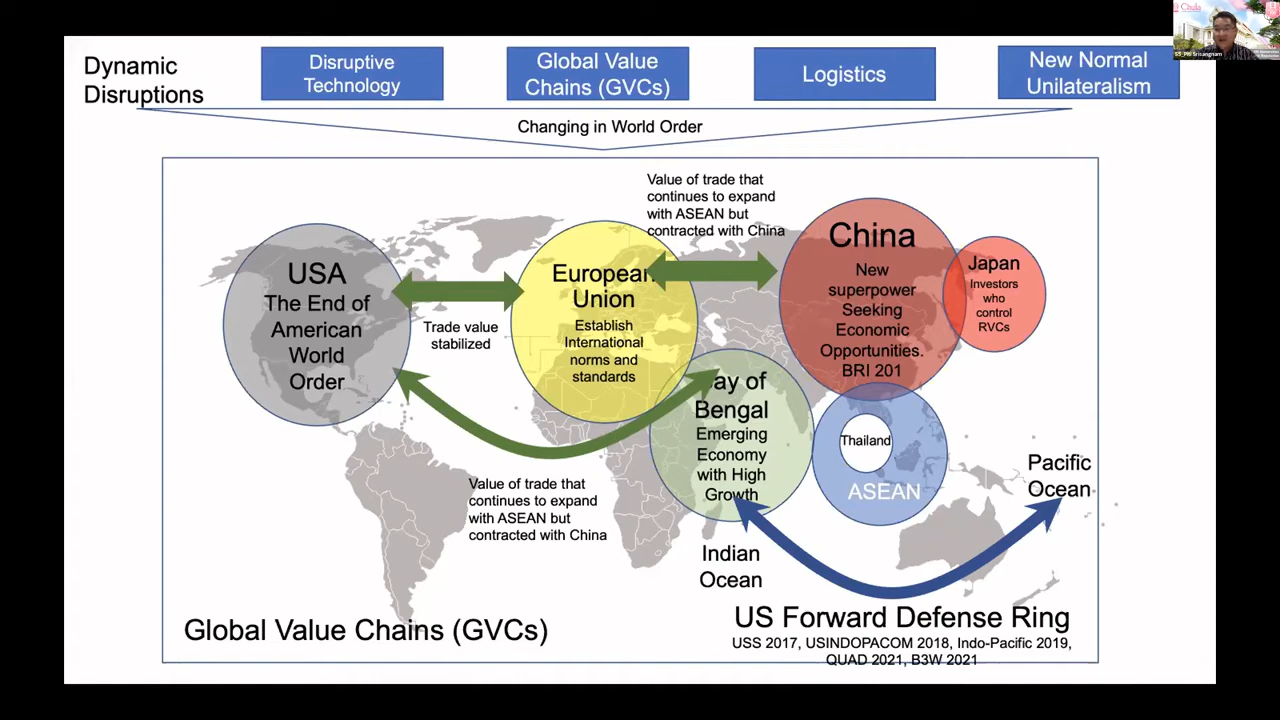 Dynamic
Disruptions
Disruptive
Technology
Global Value
Chains (GVCs)
Logistics
New Normal
Unilateralism
Changing in World Order
Value of trade that
continues to expand
with ASEAN but
contracted with China
USA
The End of
American
World
Order
Trade value
stabilized
European
Union
Establish
International
norms and
standards
China
New
superpower
Seeking
Economic
Opportunities.
BRI 201
Japan
Investors
who
control
RVCs
ay of
Bengal
Emerging
Economy
with High
Growth
Thailand
ASEAN
Pacific
Ocean
Value of trade that
continues to expand
with ASEAN but
contracted with China
Indian
Ocean
Global Value Chains (GVCs)
US Forward Defense Ring
USS 2017, USINDOPACOM 2018, Indo-Pacific 2019,
QUAD 2021, B3W 2021
Chula